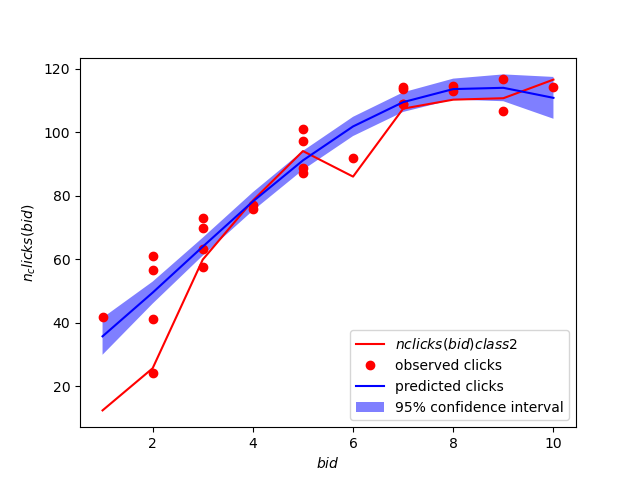 120
100
80
60
40
20
n_clicks(bid)
nclicks(bid)class2
observed clicks
predicted clicks
95% confidence interval
2
4
6
8
10
bid